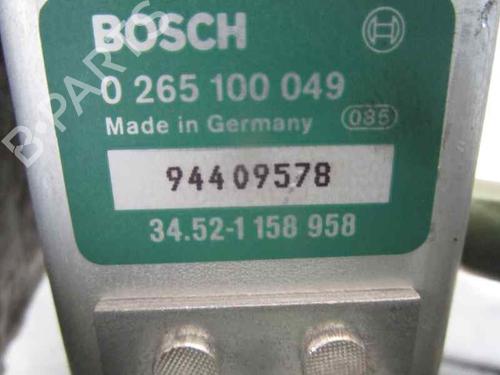 BOSCH
0 265 100 049
Made in Germany 085
94409578
34.52-1 158 958
B-PARTS